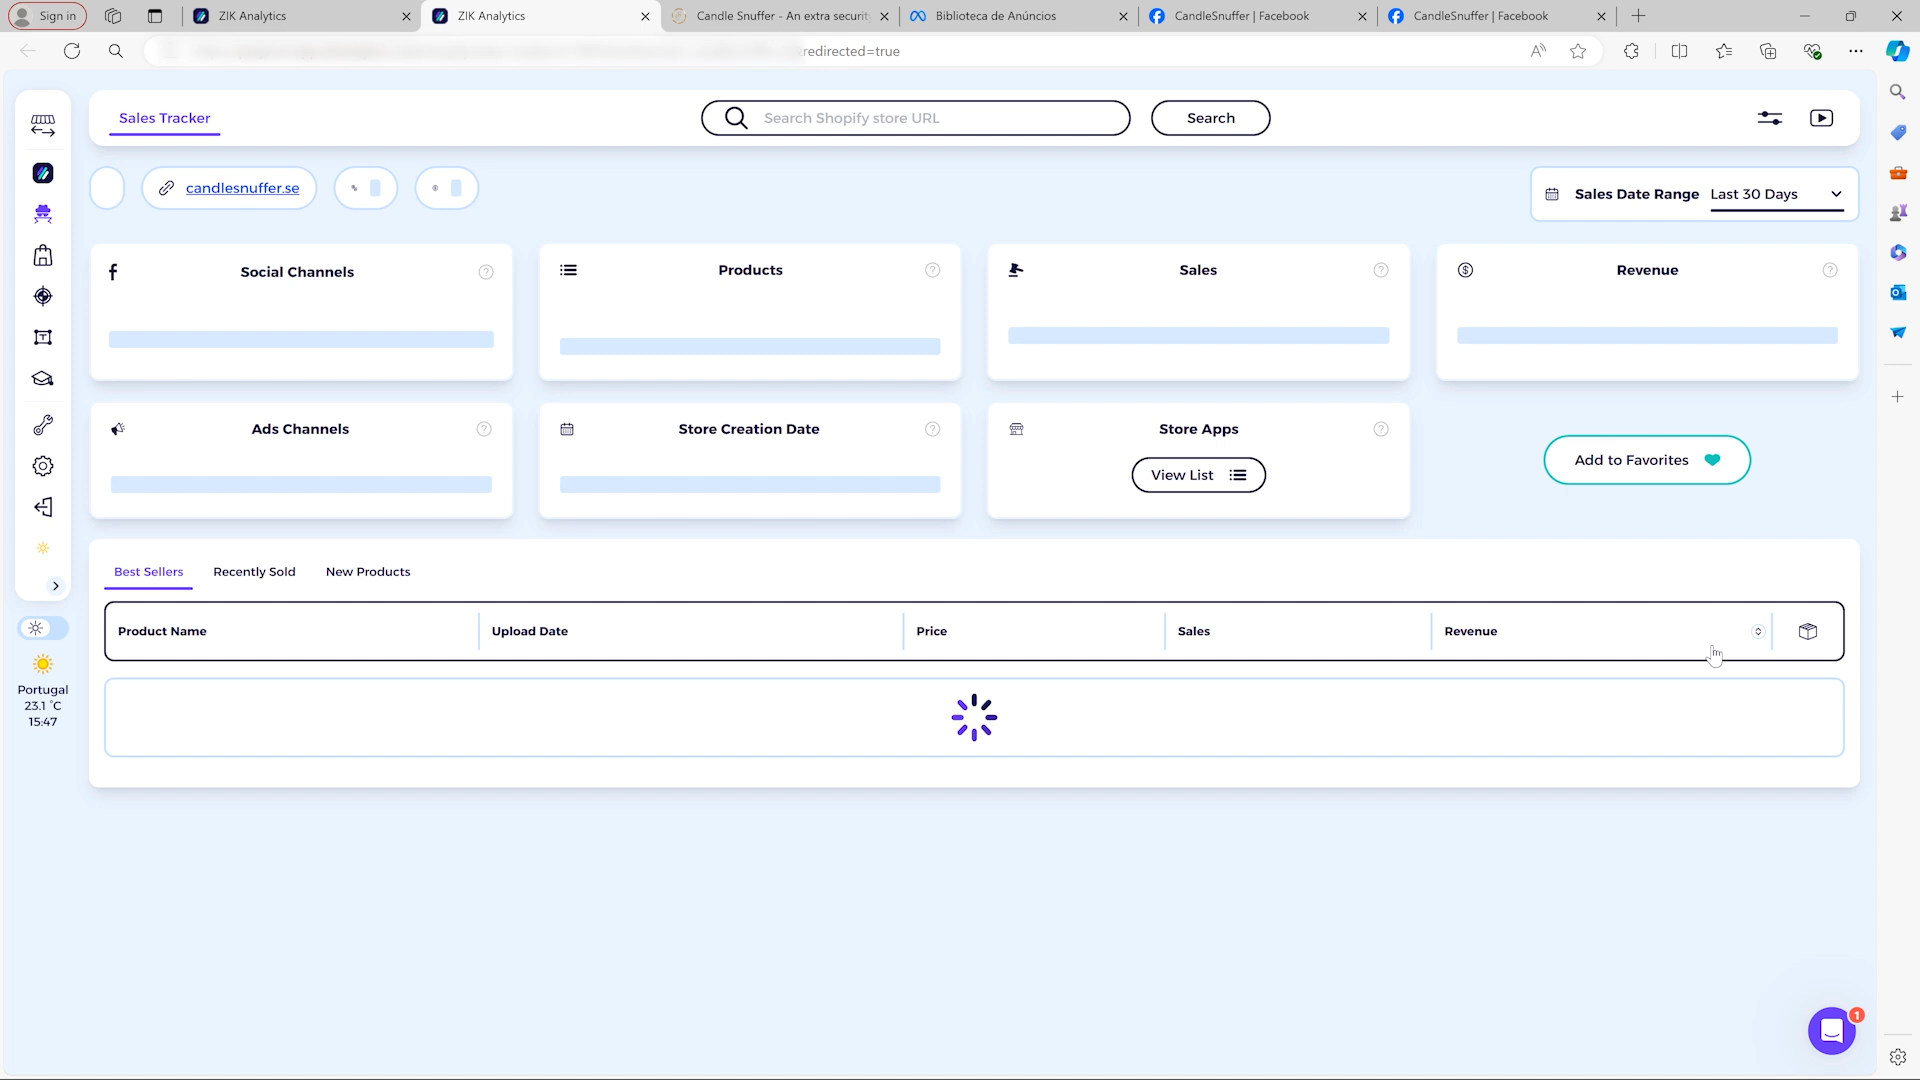 Sign in
ZIK Analytics
ZIK Analytics
Candle Snuffer - An extra security
Biblioteca de Anúncios
CandleSnuffer | Facebook
CandleSnuffer | Facebook
redirected=true
Sales Tracker
Search Shopify store URL
Search
candlesnuffer.se
Sales Date Range Last 30 Days
Social Channels
Products
Sales
Revenue
Ads Channels
Store Creation Date
Store Apps
View List
Add to Favorites
Best Sellers
Recently Sold
New Products
Product Name
Upload Date
Price
Sales
Revenue
Portugal
23.1 °C
15:47
1